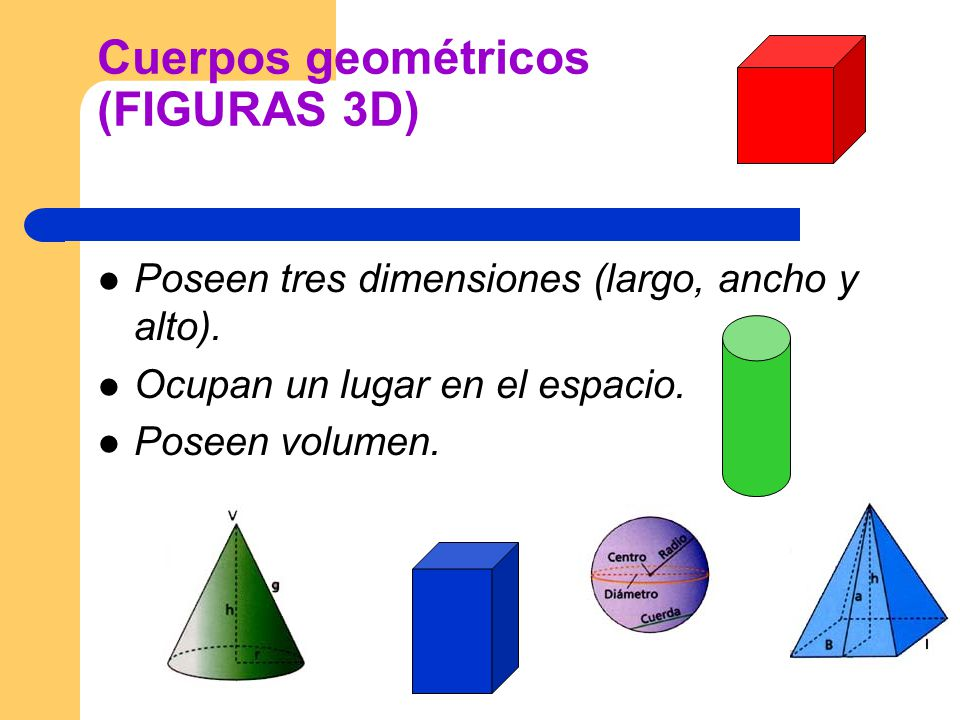 Cuerpos geométricos
(FIGURAS 3D)
● Poseen tres dimensiones (largo, ancho y
alto).
● Ocupan un lugar en el espacio.
● Poseen volumen.
V
g
h
r
Centro
Radio
Diámetro
Cuerda
h
a
B
l